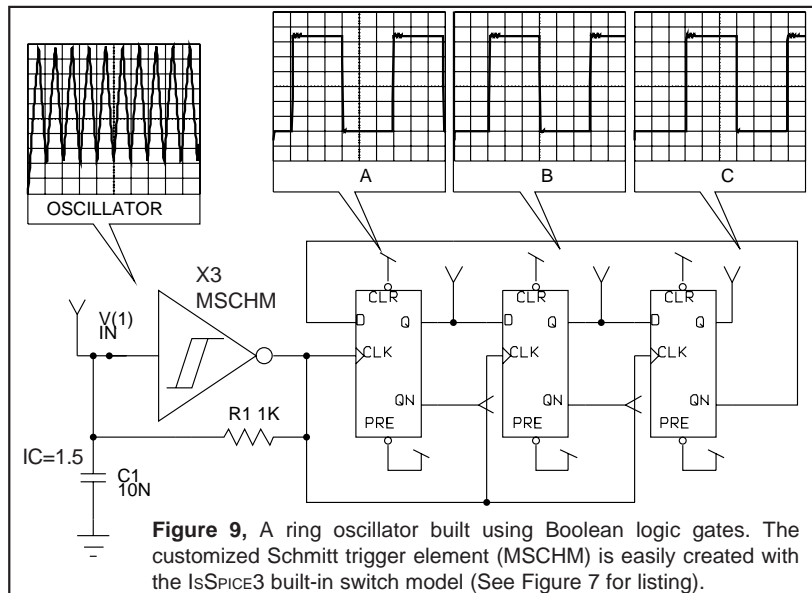 A
B
C
OSCILLATOR
X3
MSCHM
V(1)
IN
CLR
D
Q
CLK
QN
PRE
CLR
D
Q
CLK
QN
PRE
CLR
D
Q
CLK
QN
PRE
R1 1K
IC=1.5
C1
10N
Figure 9, A ring oscillator built using Boolean logic gates. The
customized Schmitt trigger element (MSCHM) is easily created with
the ISSPICE3 built-in switch model (See Figure 7 for listing).